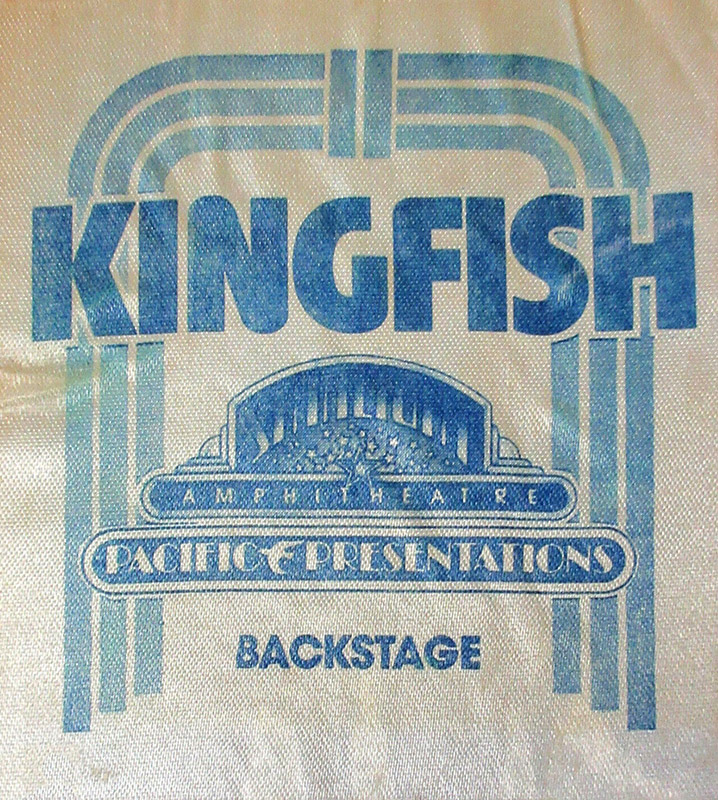 KINGFISH
AMPHITHEATRE
PACIFIC PRESENTATIONS
BACKSTAGE